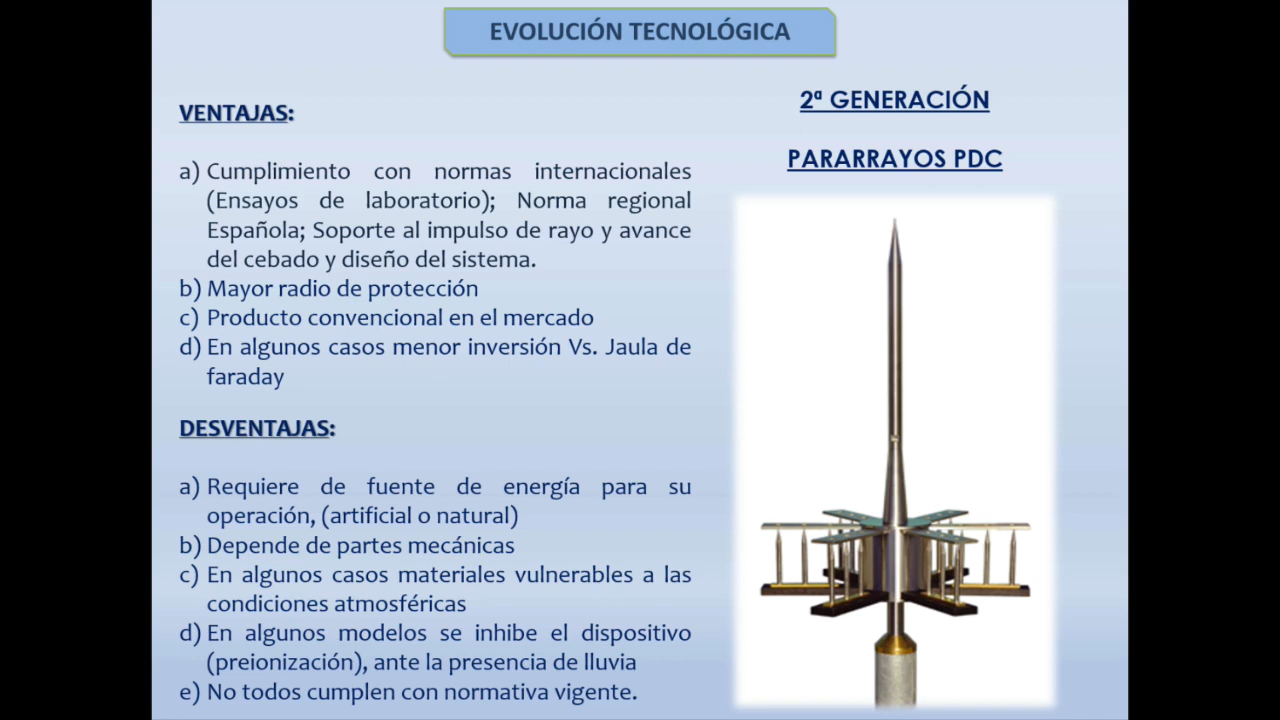 EVOLUCIÓN TECNOLÓGICA
VENTAJAS:
a) Cumplimiento con normas internacionales
(Ensayos de laboratorio); Norma regional
Española; Soporte al impulso de rayo y avance
del cebado y diseño del sistema.
b) Mayor radio de protección
c) Producto convencional en el mercado
d) En algunos casos menor inversión Vs. Jaula de
faraday
DESVENTAJAS:
a) Requiere de fuente de energía para su
operación, (artificial o natural)
b) Depende de partes mecánicas
c) En algunos casos materiales vulnerables a las
condiciones atmosféricas
d) En algunos modelos se inhibe el dispositivo
(preionización), ante la presencia de lluvia
e) No todos cumplen con normativa vigente.
2ª GENERACIÓN
PARARRAYOS PDC